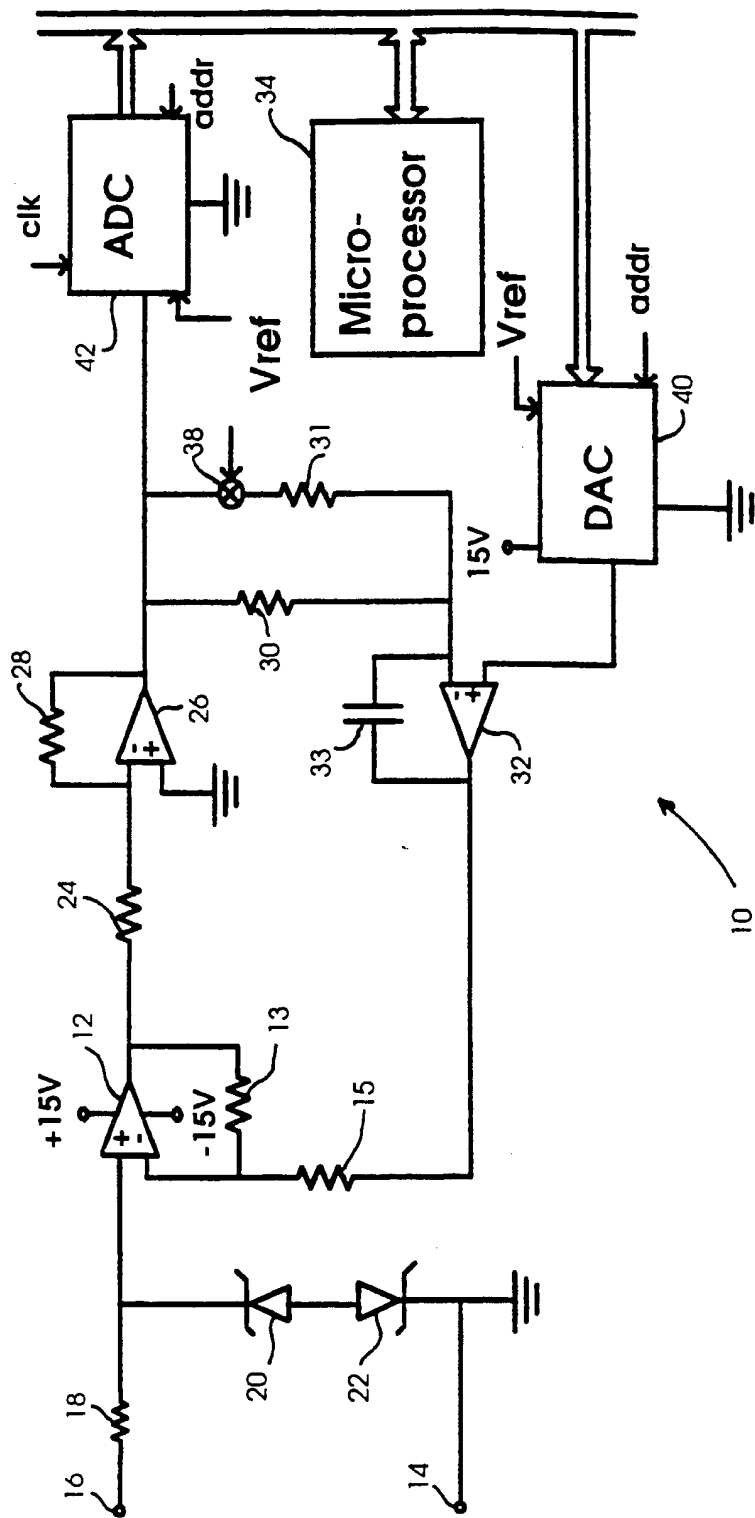 clk
ADC
addr
42
Vref
34
Micro-
processor
38
31
30
28
26
33
32
15V
Vref
addr
DAC
40
24
12
+15V
+
-
-15V
13
15
-
+
-
+
16
18
20
22
14
10